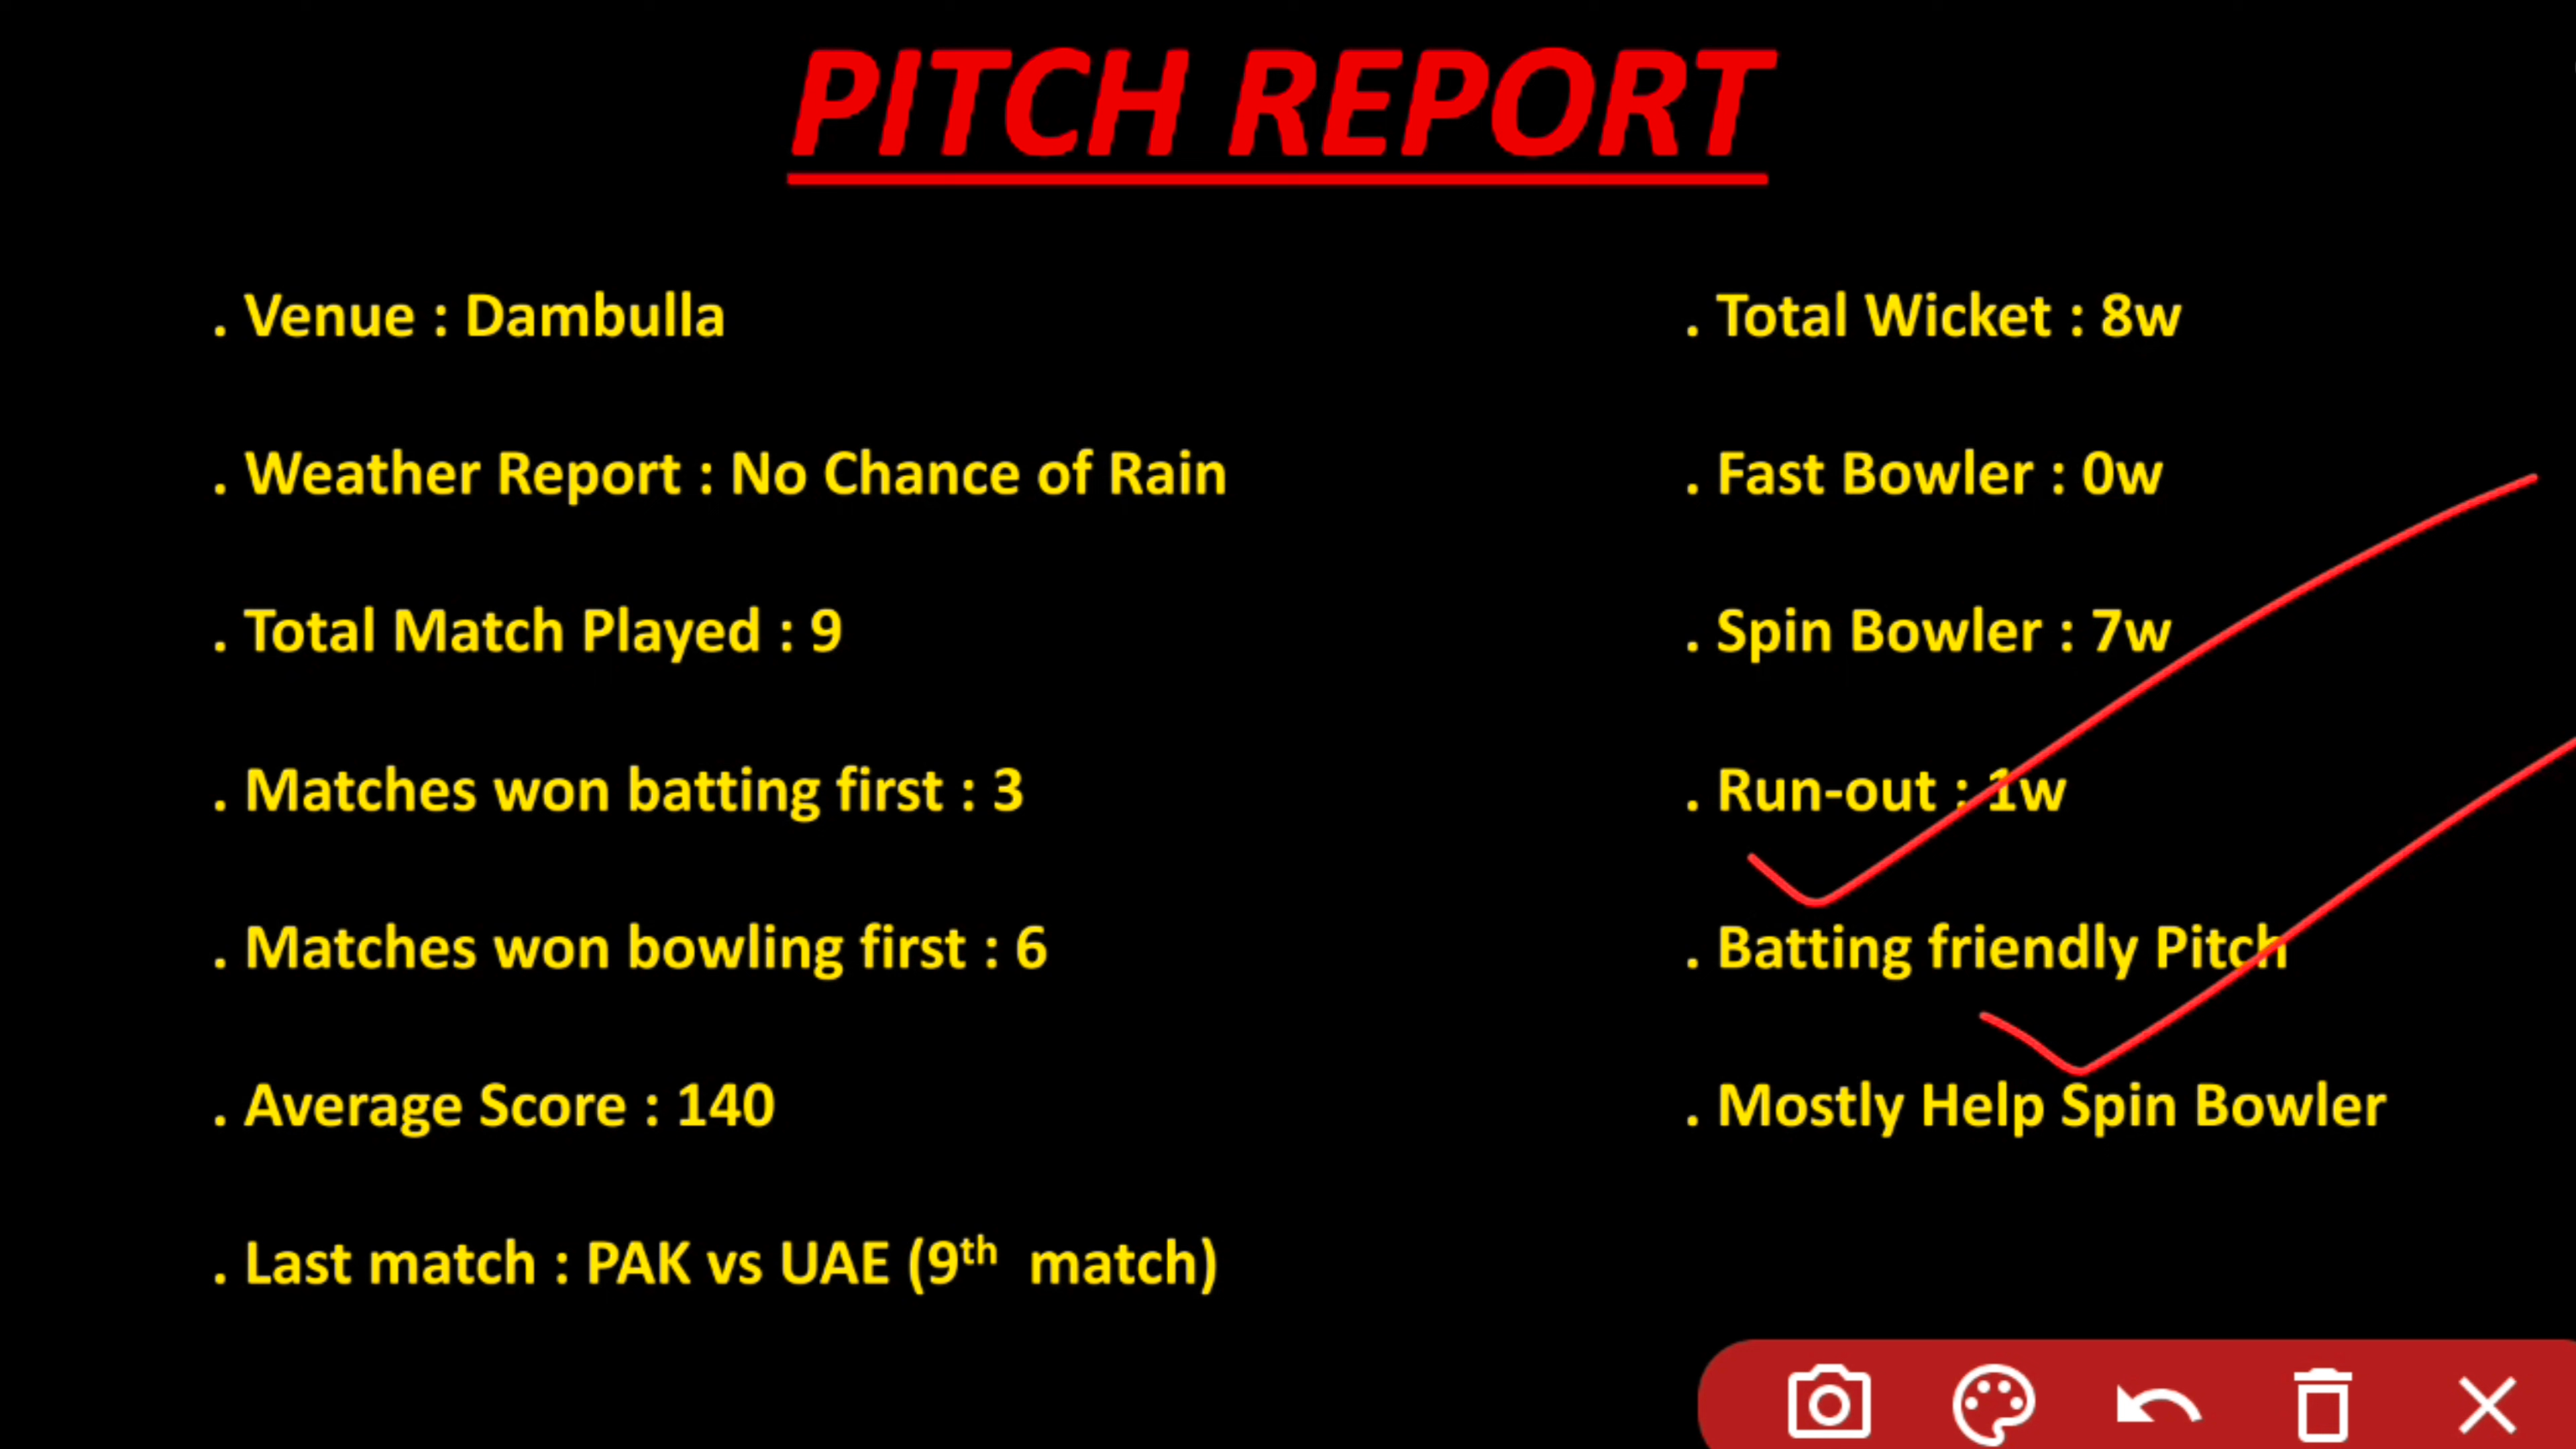 PITCH REPORT
. Venue : Dambulla
. Weather Report : No Chance of Rain
. Total Match Played : 9
. Matches won batting first : 3
. Matches won bowling first : 6
. Average Score : 140
. Last match : PAK vs UAE (9th match)
. Total Wicket : 8w
. Fast Bowler : 0w
. Spin Bowler : 7w
. Run-out : 1w
. Batting friendly Pitch
. Mostly Help Spin Bowler